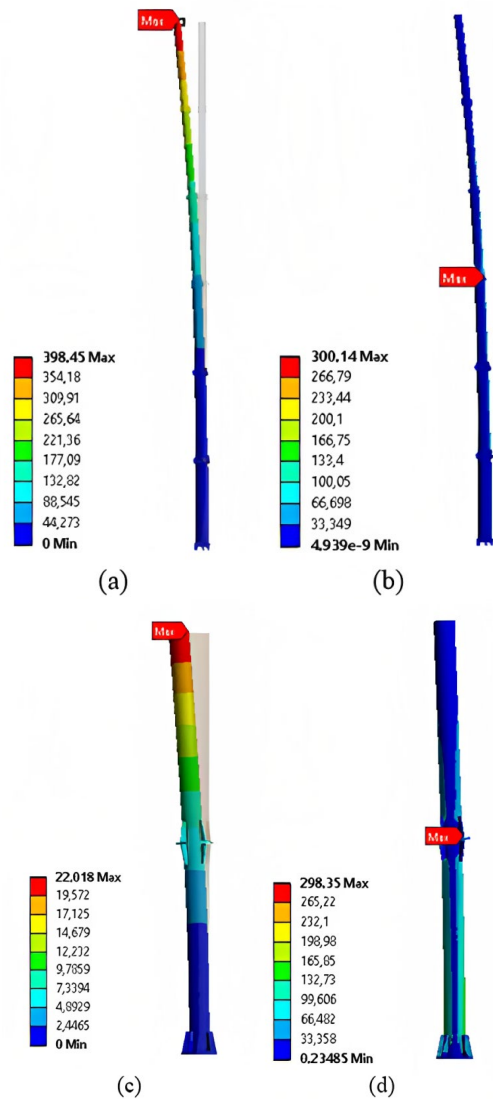 Max
Max
398.45 Max
354,18
309,91
265,64
221,36
177,09
132,82
88,545
44,273
0 Min
300.14 Max
266,79
233,44
200,1
166,75
133,4
100,05
66,698
33,349
4.939e-9 Min
(a)
(b)
Max
Max
22.018 Max
19,572
17,125
14,679
12,232
9,7859
7,3394
4,8929
2,4465
0 Min
298.35 Max
265,22
232,1
198,98
165,85
132,73
99,606
66,482
33,358
0.23485 Min
(c)
(d)